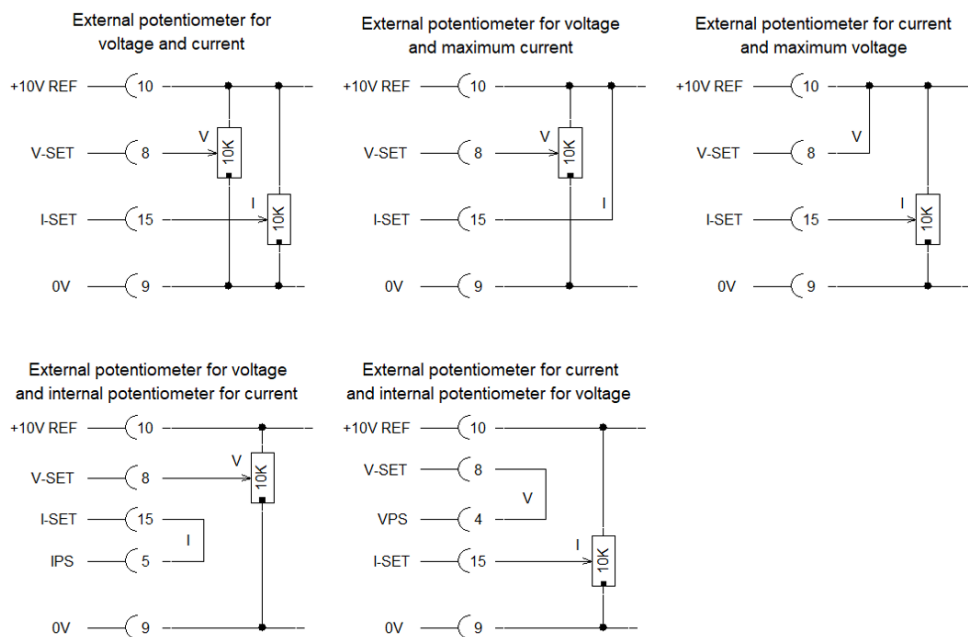 External potentiometer for
voltage and current
+10V REF 10
V
V-SET 8 10K
I
I-SET 15 10K
0V 9
External potentiometer for voltage
and maximum current
+10V REF 10
V
V-SET 8 10K
I-SET 15 I
0V 9
External potentiometer for current
and maximum voltage
+10V REF 10
V
V-SET 8
I
I-SET 15 10K
0V 9
External potentiometer for voltage
and internal potentiometer for current
+10V REF 10
V
V-SET 8 10K
I-SET 15
I
IPS 5
0V 9
External potentiometer for current
and internal potentiometer for voltage
+10V REF 10
V-SET 8
V
VPS 4
I
I-SET 15 10K
0V 9